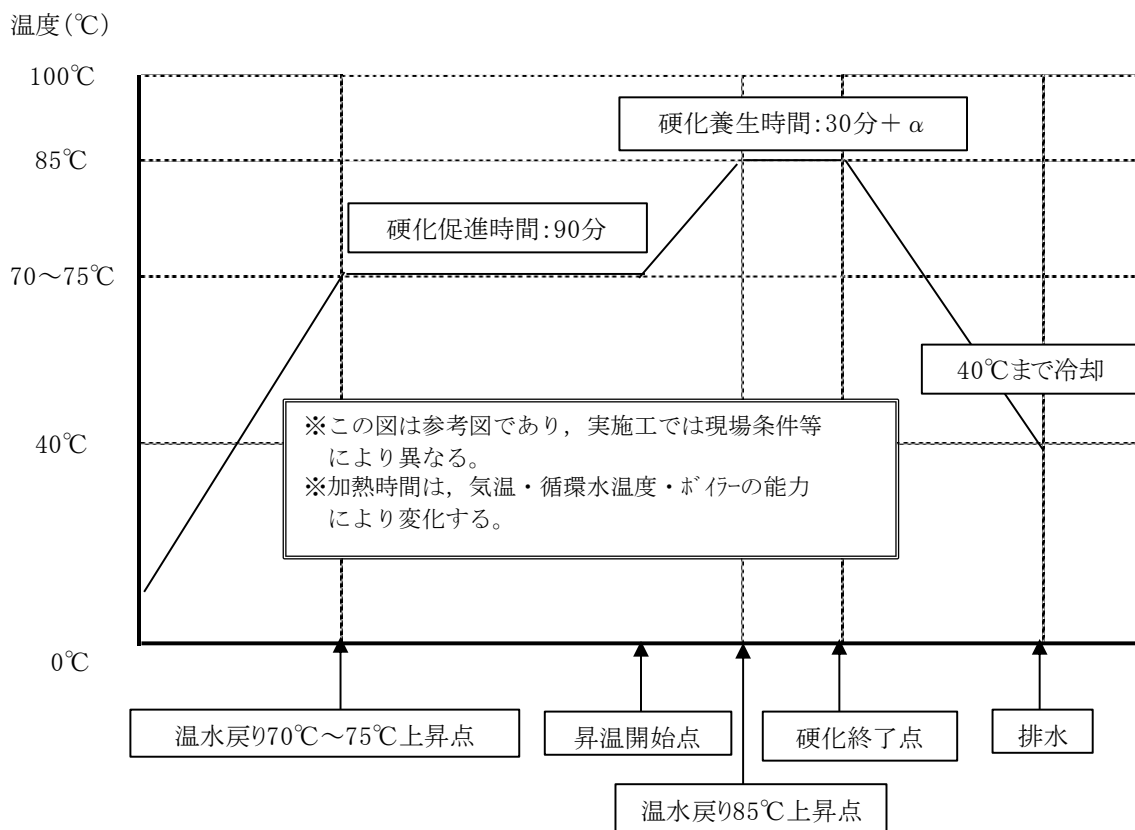 温度(℃)
100℃
硬化養生時間:30分+α
85℃
硬化促進時間:90分
70～75℃
40℃まで冷却
※この図は参考図であり，実施工では現場条件等
により異なる。
※加熱時間は，気温・循環水温度・ﾎﾞｲﾗｰの能力
により変化する。
40℃
0℃
温水戻り70℃～75℃上昇点
昇温開始点
硬化終了点
排水
温水戻り85℃上昇点